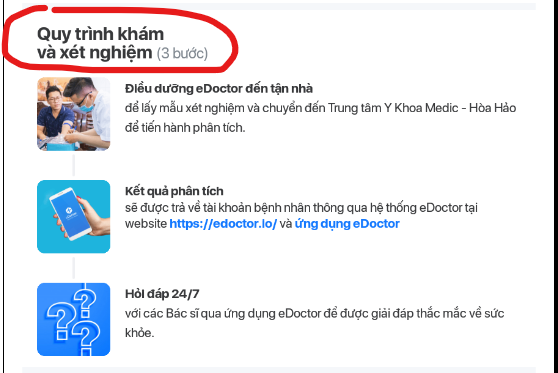 Quy trình khám
và xét nghiệm (3 bước)
Điều dưỡng eDoctor đến tận nhà
để lấy mẫu xét nghiệm và chuyển đến Trung tâm Y Khoa Medic - Hòa Hảo
để tiến hành phân tích.
Kết quả phân tích
sẽ được trả về tài khoản bệnh nhân thông qua hệ thống eDoctor tại
website https://edoctor.io/ và ứng dụng eDoctor
Hỏi đáp 24/7
với các Bác sĩ qua ứng dụng eDoctor để được giải đáp thắc mắc về sức
khỏe.